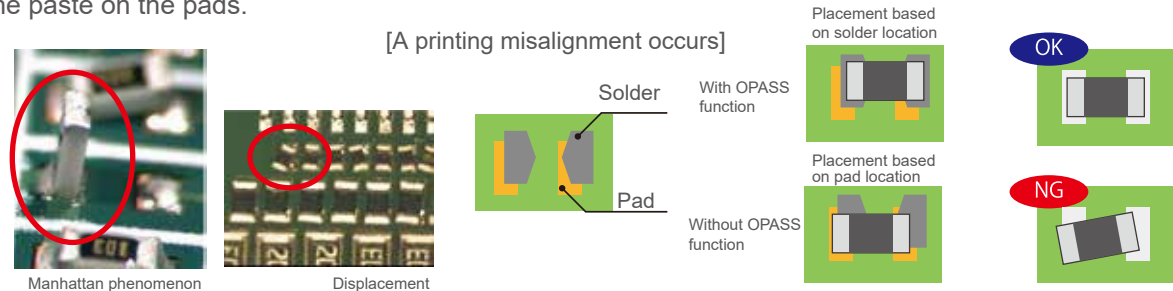 ne paste on the pads.
[A printing misalignment occurs]
Manhattan phenomenon
Displacement
Solder
Pad
With OPASS
function
Without OPASS
function
Placement based
on solder location
Placement based
on pad location
OK
NG